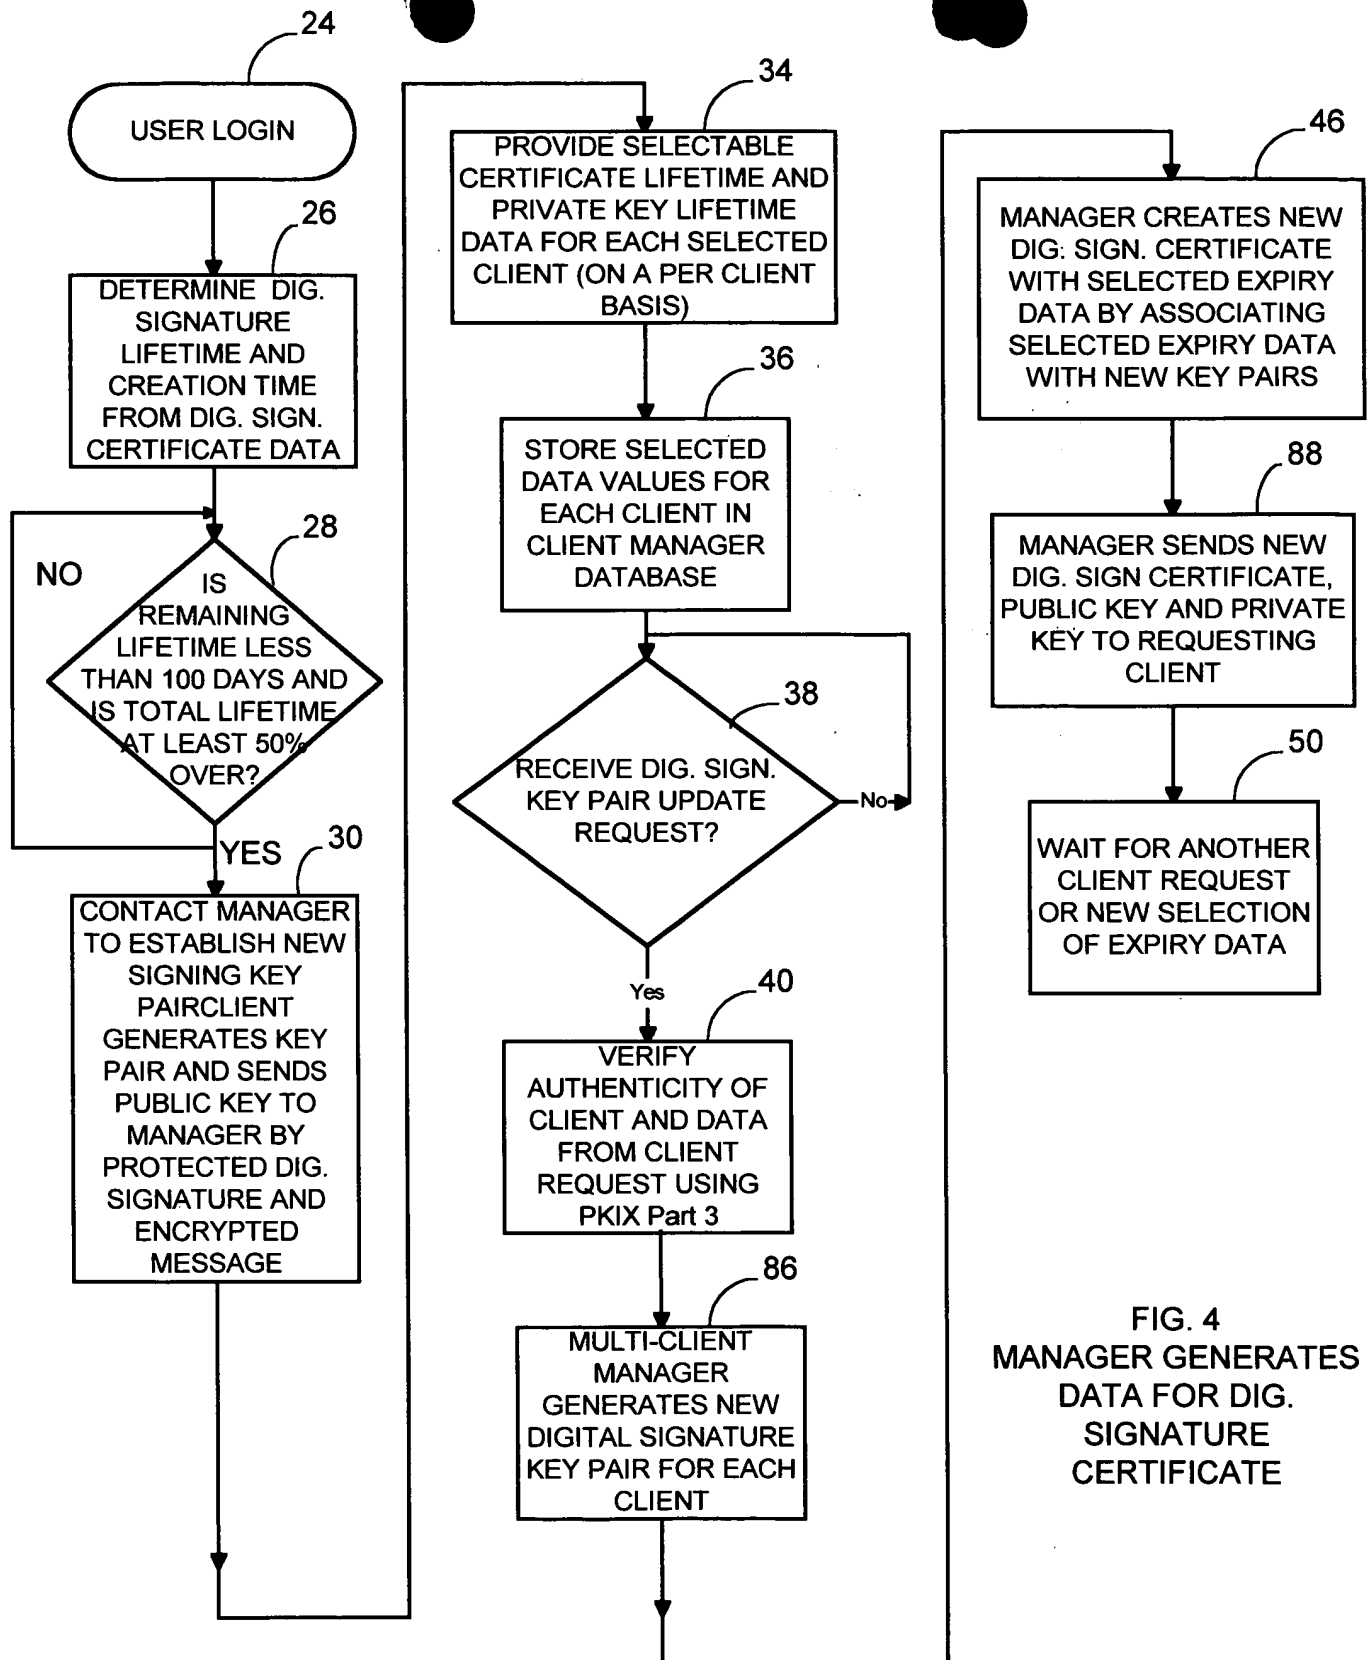 24
USER LOGIN
26
DETERMINE DIG.
SIGNATURE
LIFETIME AND
CREATION TIME
FROM DIG. SIGN.
CERTIFICATE DATA
28
NO
IS
REMAINING
LIFETIME LESS
THAN 100 DAYS AND
IS TOTAL LIFETIME
AT LEAST 50%
OVER?
YES
30
CONTACT MANAGER
TO ESTABLISH NEW
SIGNING KEY
PAIRCLIENT
GENERATES KEY
PAIR AND SENDS
PUBLIC KEY TO
MANAGER BY
PROTECTED DIG.
SIGNATURE AND
ENCRYPTED
MESSAGE
34
PROVIDE SELECTABLE
CERTIFICATE LIFETIME AND
PRIVATE KEY LIFETIME
DATA FOR EACH SELECTED
CLIENT (ON A PER CLIENT
BASIS)
36
STORE SELECTED
DATA VALUES FOR
EACH CLIENT IN
CLIENT MANAGER
DATABASE
38
RECEIVE DIG. SIGN.
KEY PAIR UPDATE
REQUEST?
No
Yes
40
VERIFY
AUTHENTICITY OF
CLIENT AND DATA
FROM CLIENT
REQUEST USING
PKIX Part 3
86
MULTI-CLIENT
MANAGER
GENERATES NEW
DIGITAL SIGNATURE
KEY PAIR FOR EACH
CLIENT
46
MANAGER CREATES NEW
DIG. SIGN. CERTIFICATE
WITH SELECTED EXPIRY
DATA BY ASSOCIATING
SELECTED EXPIRY DATA
WITH NEW KEY PAIRS
88
MANAGER SENDS NEW
DIG. SIGN CERTIFICATE,
PUBLIC KEY AND PRIVATE
KEY TO REQUESTING
CLIENT
50
WAIT FOR ANOTHER
CLIENT REQUEST
OR NEW SELECTION
OF EXPIRY DATA
FIG. 4
MANAGER GENERATES
DATA FOR DIG.
SIGNATURE
CERTIFICATE